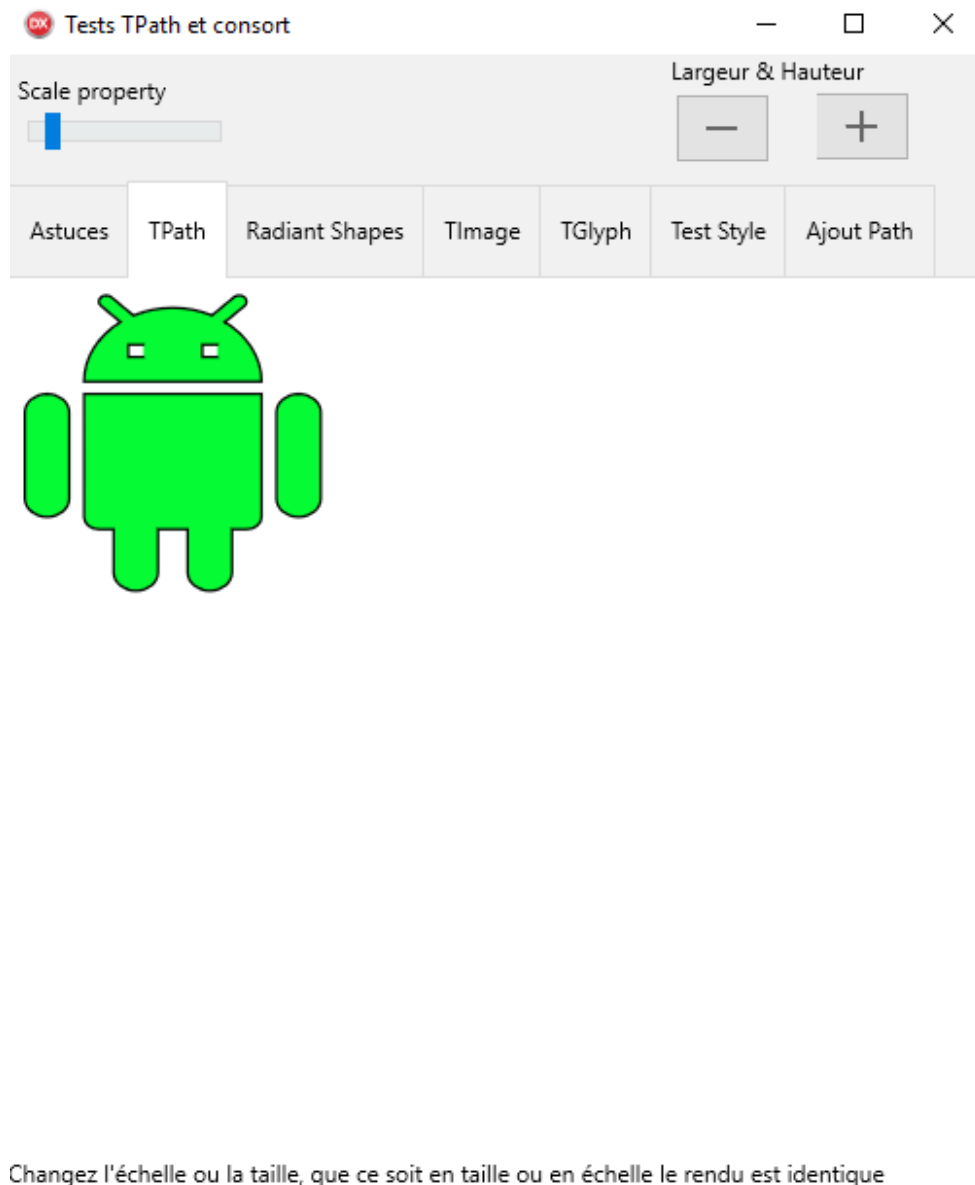 DX Tests TPath et consort
Largeur & Hauteur
Scale property
Astuces TPath Radiant Shapes TImage TGlyph Test Style Ajout Path
Changez l'échelle ou la taille, que ce soit en taille ou en échelle le rendu est identique